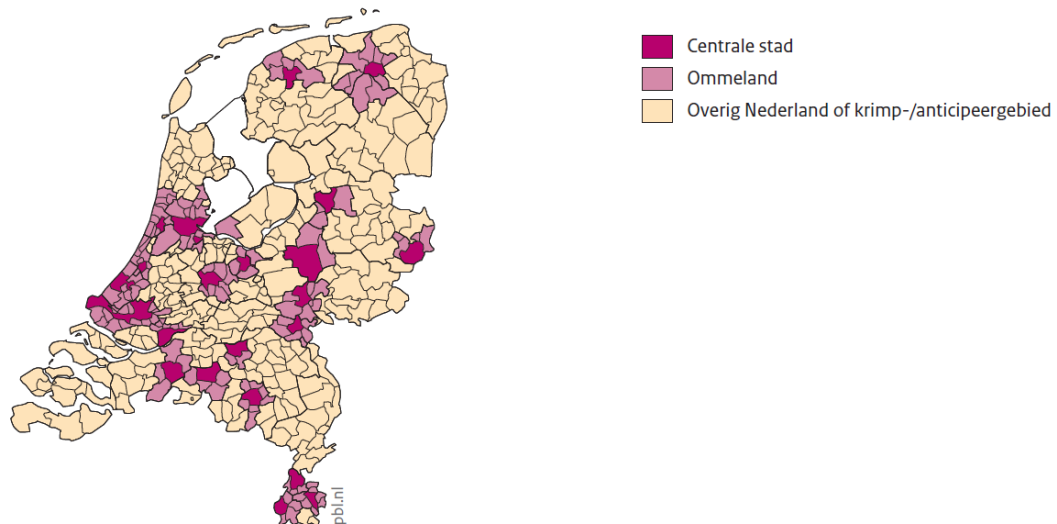 Centrale stad
Ommeland
Overig Nederland of krimp-/anticipeergebied
pbl.nl